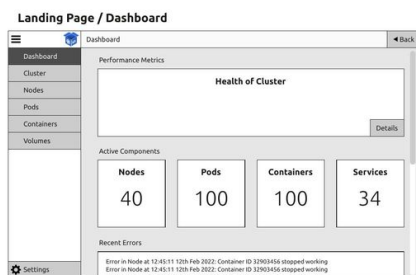 Landing Page / Dashboard
Dashboard
◀ Back
Dashboard
Cluster
Nodes
Pods
Containers
Volumes
Settings
Performance Metrics
Health of Cluster
Details
Active Components
Nodes
40
Pods
100
Containers
100
Services
34
Recent Errors
Error in Node at 12:45:11 12th Feb 2022: Container ID 32903456 stopped working
Error in Node at 12:45:11 12th Feb 2022: Container ID 32903456 stopped working